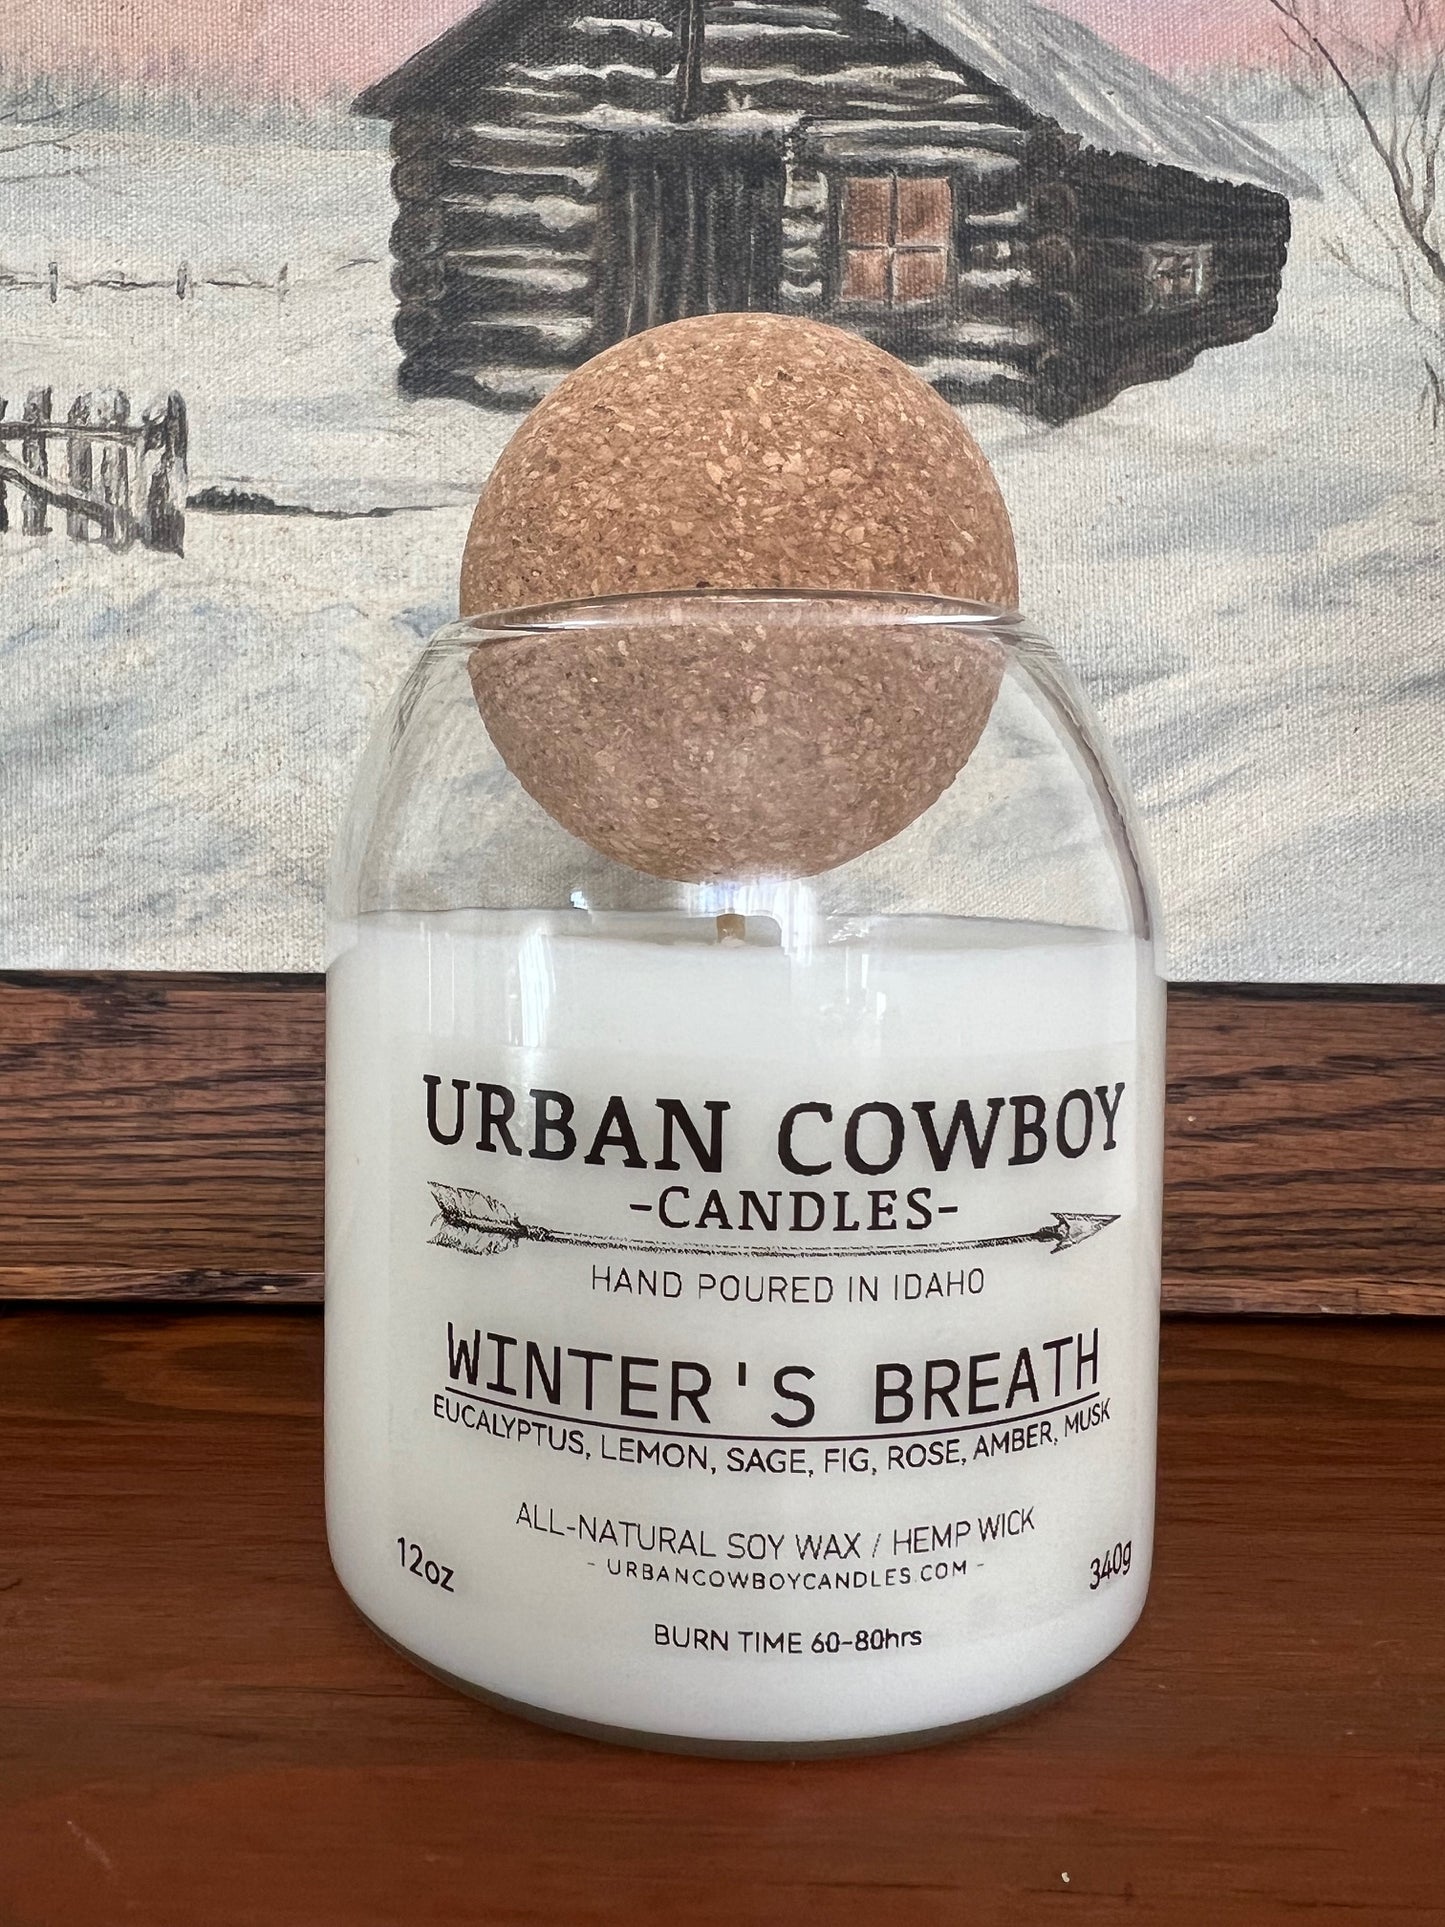 URBAN COWBOY
-CANDLES-
HAND POURED IN IDAHO
WINTER'S BREATH
EUCALYPTUS, LEMON, SAGE, FIG, ROSE, AMBER, MUSK
ALL-NATURAL SOY WAX / HEMP WICK
- URBANCOWBOYCANDLES.COM -
12oz
340g
BURN TIME 60-80hrs